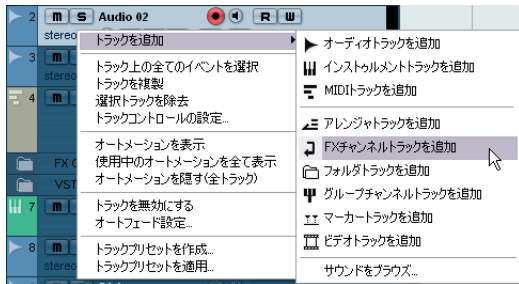 2 m S Audio 02 R W
stereo
3 m
stereo
4 m
FX C
VST
7 m
8 m
stereo
トラックを追加
トラック上の全てのイベントを選択
トラックを複製
選択トラックを除去
トラックコントロールの設定...
オートメーションを表示
使用中のオートメーションを全て表示
オートメーションを隠す(全トラック)
トラックを無効にする
オートフェード設定...
トラックプリセットを作成...
トラックプリセットを適用...
オーディオトラックを追加
インストゥルメントトラックを追加
MIDIトラックを追加
アレンジャトラックを追加
FXチャンネルトラックを追加
フォルダトラックを追加
グループチャンネルトラックを追加
マーカートラックを追加
ビデオトラックを追加
サウンドをブラウズ...